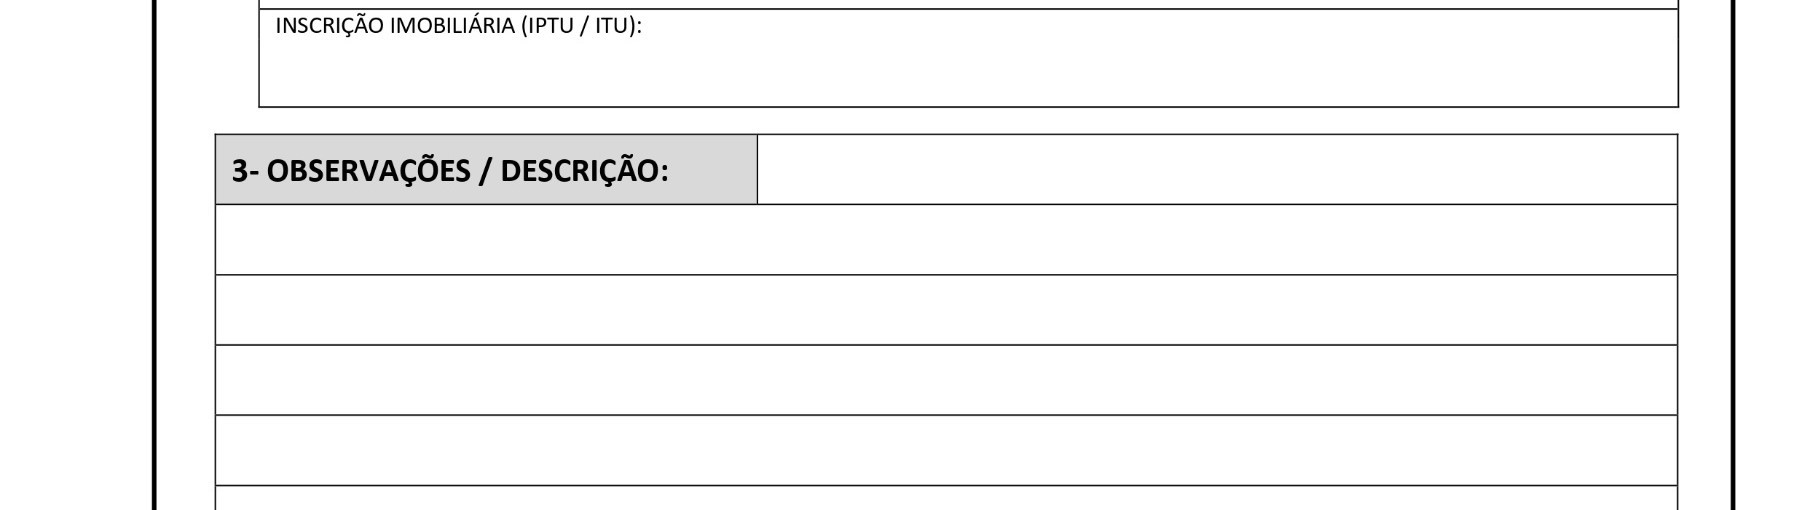 INSCRIÇÃO IMOBILIÁRIA (IPTU / ITU):
3- OBSERVAÇÕES / DESCRIÇÃO: